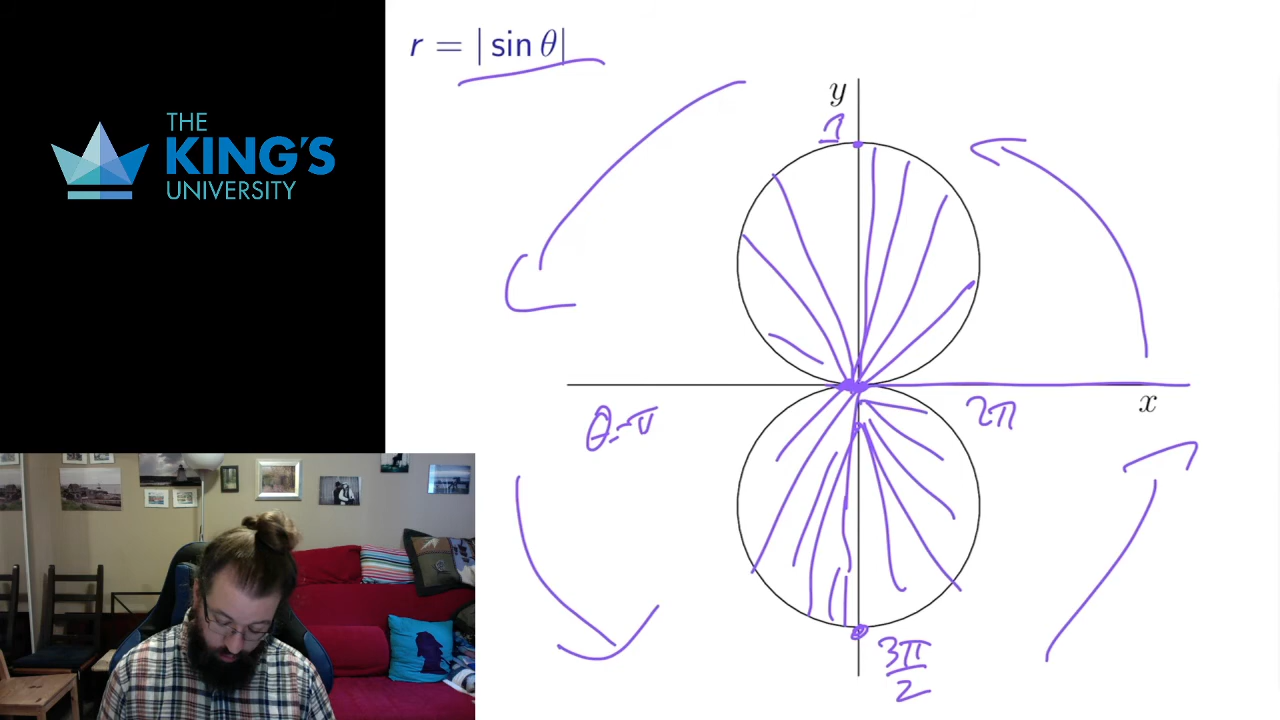 THE
KING'S
UNIVERSITY
r = | sin θ|
y
1
x
2π
θ=π
3π
2